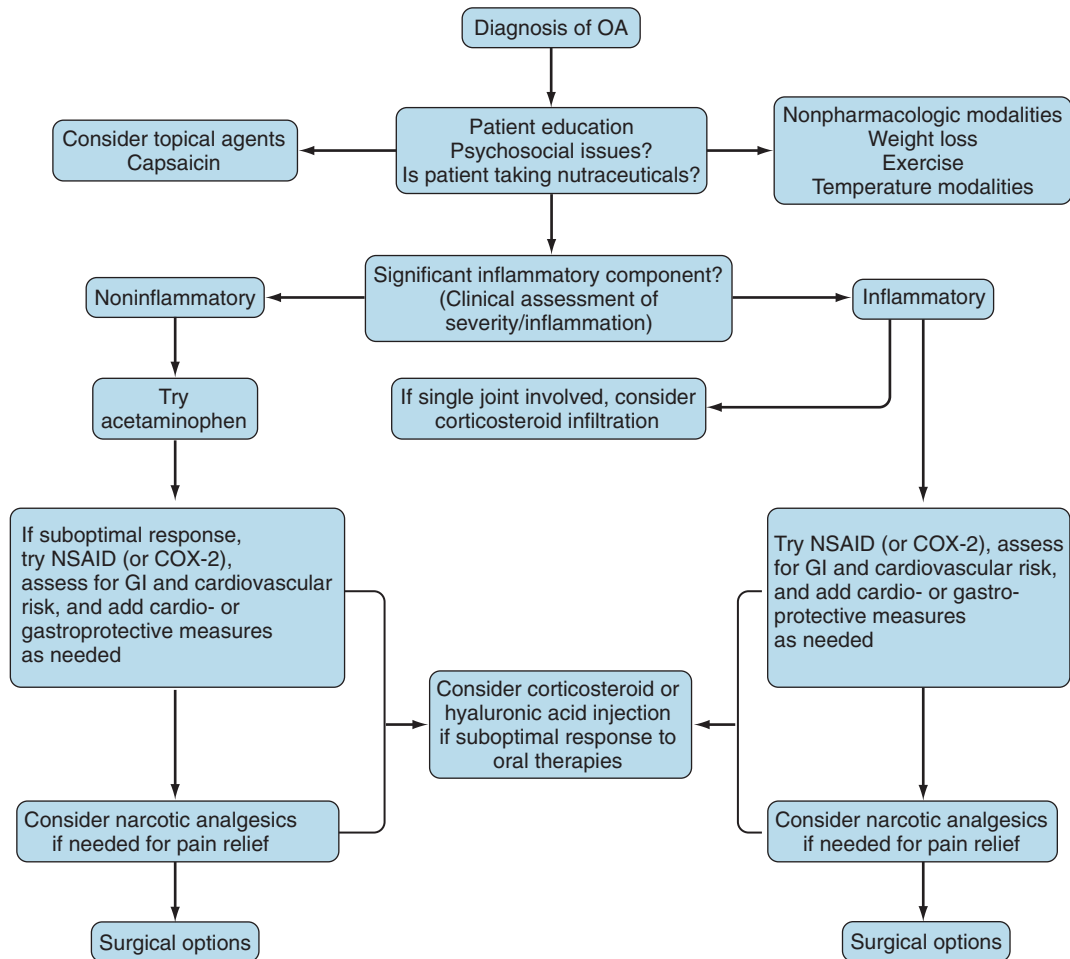 Diagnosis of OA
Consider topical agents
Capsaicin
Patient education
Psychosocial issues?
Is patient taking nutraceuticals?
Nonpharmacologic modalities
Weight loss
Exercise
Temperature modalities
Significant inflammatory component?
(Clinical assessment of
severity/inflammation)
Noninflammatory
Inflammatory
Try
acetaminophen
If single joint involved, consider
corticosteroid infiltration
If suboptimal response,
try NSAID (or COX-2),
assess for GI and cardiovascular
risk, and add cardio- or
gastroprotective measures
as needed
Try NSAID (or COX-2), assess
for GI and cardiovascular risk,
and add cardio- or gastro-
protective measures
as needed
Consider corticosteroid or
hyaluronic acid injection
if suboptimal response to
oral therapies
Consider narcotic analgesics
if needed for pain relief
Consider narcotic analgesics
if needed for pain relief
Surgical options
Surgical options